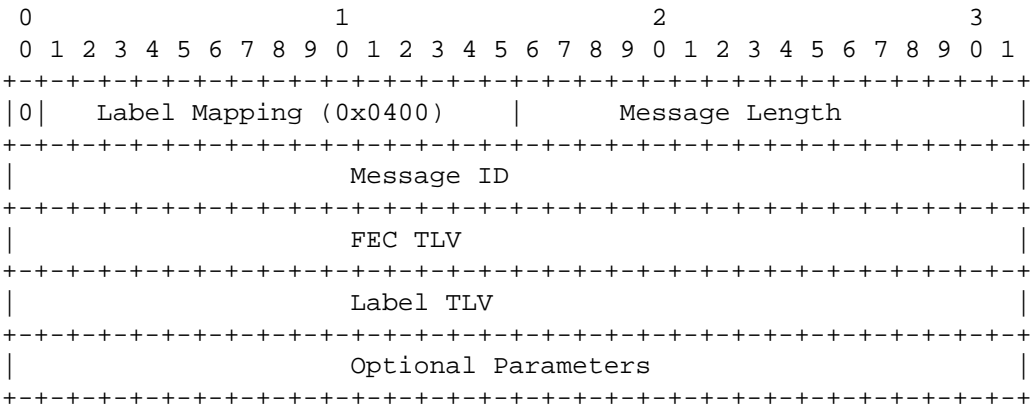 0                   1                   2                   3
 0 1 2 3 4 5 6 7 8 9 0 1 2 3 4 5 6 7 8 9 0 1 2 3 4 5 6 7 8 9 0 1
+-+-+-+-+-+-+-+-+-+-+-+-+-+-+-+-+-+-+-+-+-+-+-+-+-+-+-+-+-+-+-+-+
|0|   Label Mapping (0x0400)    |      Message Length           |
+-+-+-+-+-+-+-+-+-+-+-+-+-+-+-+-+-+-+-+-+-+-+-+-+-+-+-+-+-+-+-+-+
|                     Message ID                                |
+-+-+-+-+-+-+-+-+-+-+-+-+-+-+-+-+-+-+-+-+-+-+-+-+-+-+-+-+-+-+-+-+
|                     FEC TLV                                   |
+-+-+-+-+-+-+-+-+-+-+-+-+-+-+-+-+-+-+-+-+-+-+-+-+-+-+-+-+-+-+-+-+
|                     Label TLV                                 |
+-+-+-+-+-+-+-+-+-+-+-+-+-+-+-+-+-+-+-+-+-+-+-+-+-+-+-+-+-+-+-+-+
|                     Optional Parameters                       |
+-+-+-+-+-+-+-+-+-+-+-+-+-+-+-+-+-+-+-+-+-+-+-+-+-+-+-+-+-+-+-+-+